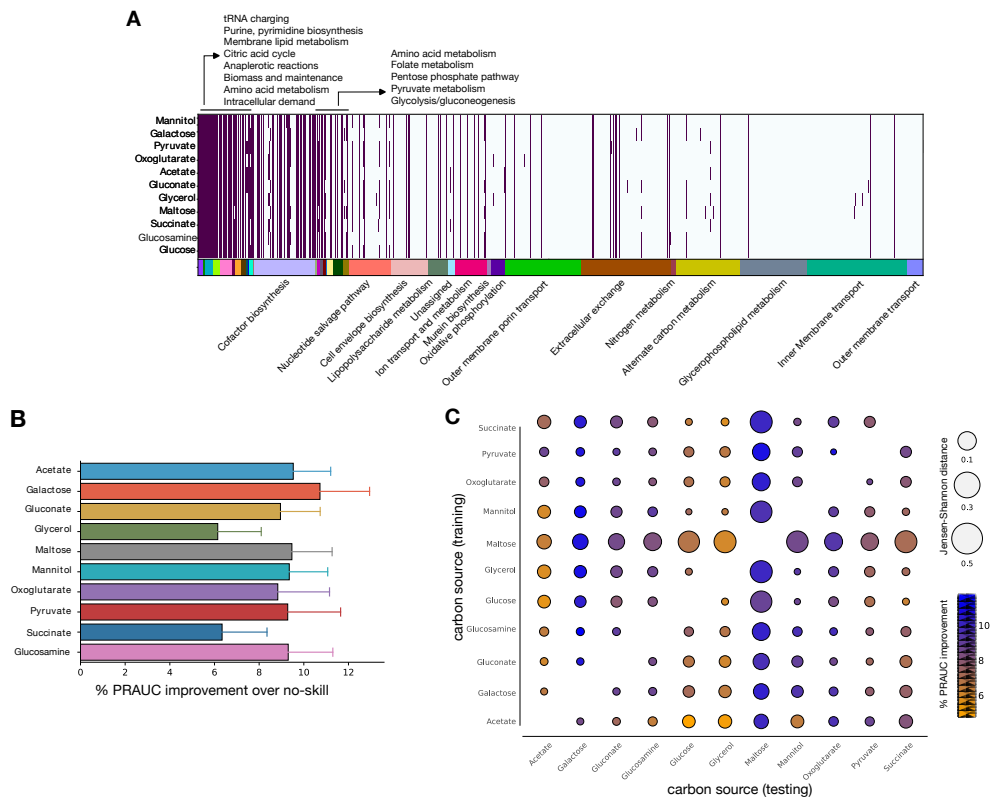 A
tRNA charging
Purine, pyrimidine biosynthesis
Membrane lipid metabolism
Citric acid cycle
Anaplerotic reactions
Biomass and maintenance
Amino acid metabolism
Intracellular demand
Amino acid metabolism
Folate metabolism
Pentose phosphate pathway
Pyruvate metabolism
Glycolysis/gluconeogenesis
Mannitol
Galactose
Pyruvate
Oxoglutarate
Acetate
Gluconate
Glycerol
Maltose
Succinate
Glucosamine
Glucose
Cofactor biosynthesis
Nucleotide salvage pathway
Cell envelope biosynthesis
Lipopolysaccharide metabolism
Unassigned
Ion transport and metabolism
Murein biosynthesis
Oxidative phosphorylation
Outer membrane porin transport
Extracellular exchange
Nitrogen metabolism
Alternate carbon metabolism
Glycerophospholipid metabolism
Inner Membrane transport
Outer membrane transport
B
Acetate
Galactose
Gluconate
Glycerol
Maltose
Mannitol
Oxoglutarate
Pyruvate
Succinate
Glucosamine
0 2 4 6 8 10 12
% PRAUC improvement over no-skill
C
carbon source (training)
Succinate
Pyruvate
Oxoglutarate
Mannitol
Maltose
Glycerol
Glucose
Glucosamine
Gluconate
Galactose
Acetate
Acetate
Galactose
Gluconate
Glucosamine
Glucose
Glycerol
Maltose
Mannitol
Oxoglutarate
Pyruvate
Succinate
carbon source (testing)
Jensen-Shannon distance
0.1
0.3
0.5
% PRAUC improvement
10
8
6